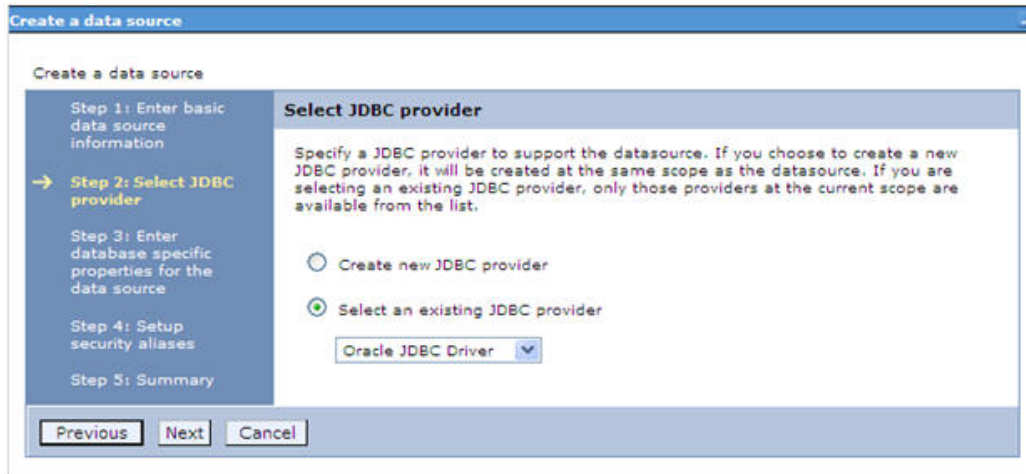 Create a data source
Create a data source
Step 1: Enter basic
data source
information
Step 2: Select JDBC
provider
Step 3: Enter
database specific
properties for the
data source
Step 4: Setup
security aliases
Step 5: Summary
Select JDBC provider
Specify a JDBC provider to support the datasource. If you choose to create a new
JDBC provider, it will be created at the same scope as the datasource. If you are
selecting an existing JDBC provider, only those providers at the current scope are
available from the list.
Create new JDBC provider
Select an existing JDBC provider
Oracle JDBC Driver
Previous Next Cancel